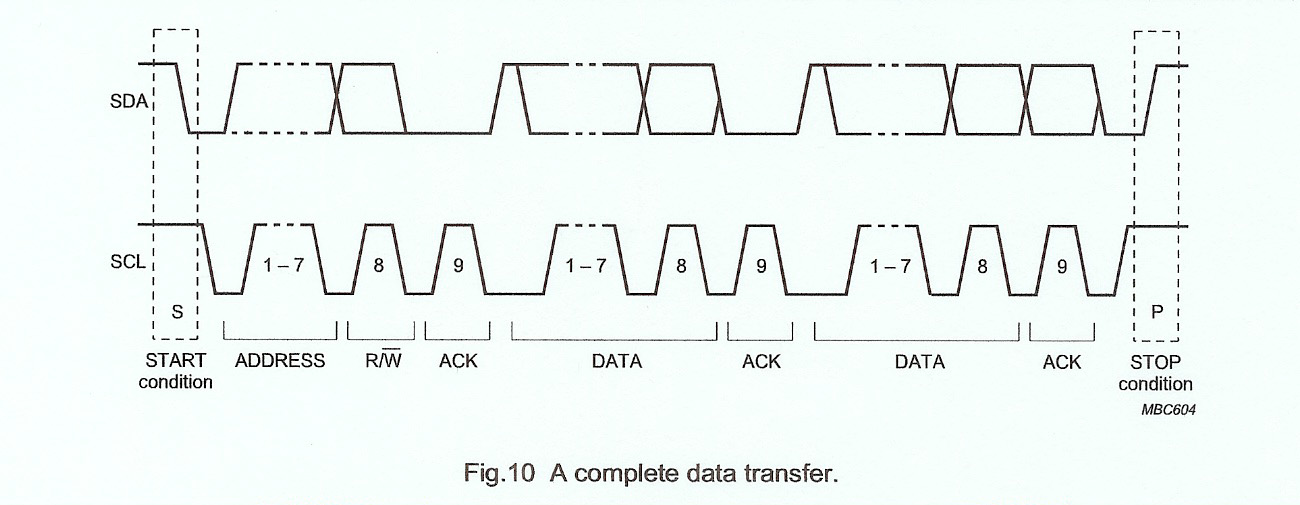 SDA
SCL
1 – 7 8 9 1 – 7 8 9 1 – 7 8 9
S P
START condition
ADDRESS
R/W̅
ACK
DATA
ACK
DATA
ACK
STOP condition
MBC604
Fig.10 A complete data transfer.